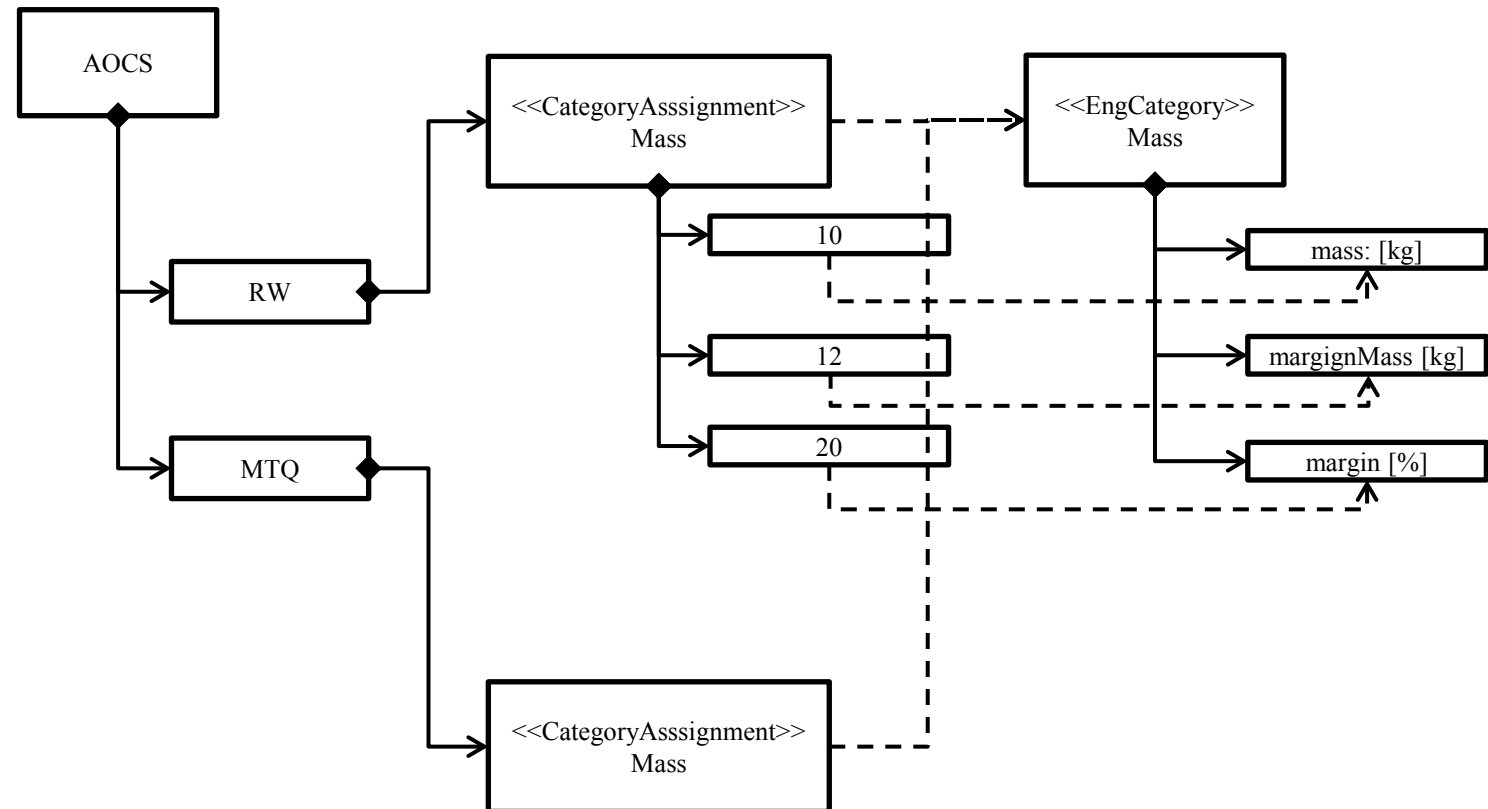 AOCS
<<CategoryAsssignment>>
Mass
<<EngCategory>>
Mass
10
mass: [kg]
RW
12
margignMass [kg]
20
margin [%]
MTQ
<<CategoryAsssignment>>
Mass